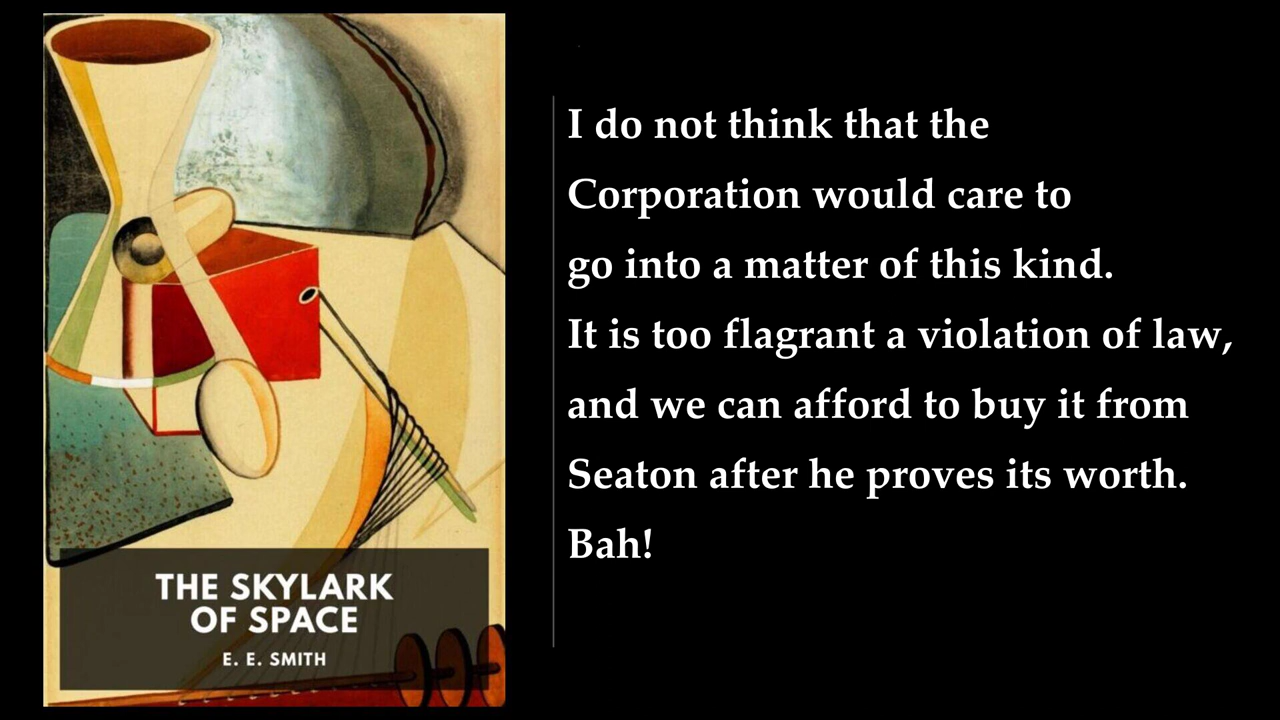 THE SKYLARK
OF SPACE
E. E. SMITH
I do not think that the
Corporation would care to
go into a matter of this kind.
It is too flagrant a violation of law,
and we can afford to buy it from
Seaton after he proves its worth.
Bah!